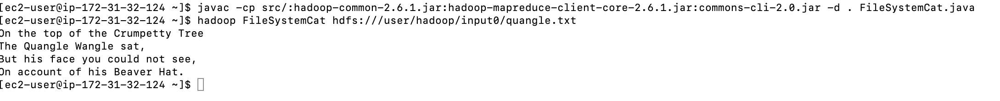 [ec2-user@ip-172-31-32-124 ~]$ javac -cp src/:hadoop-common-2.6.1.jar:hadoop-mapreduce-client-core-2.6.1.jar:commons-cli-2.0.jar -d . FileSystemCat.java
[ec2-user@ip-172-31-32-124 ~]$ hadoop FileSystemCat hdfs:///user/hadoop/input0/quangle.txt
On the top of the Crumpetty Tree
The Quangle Wangle sat,
But his face you could not see,
On account of his Beaver Hat.
[ec2-user@ip-172-31-32-124 ~]$